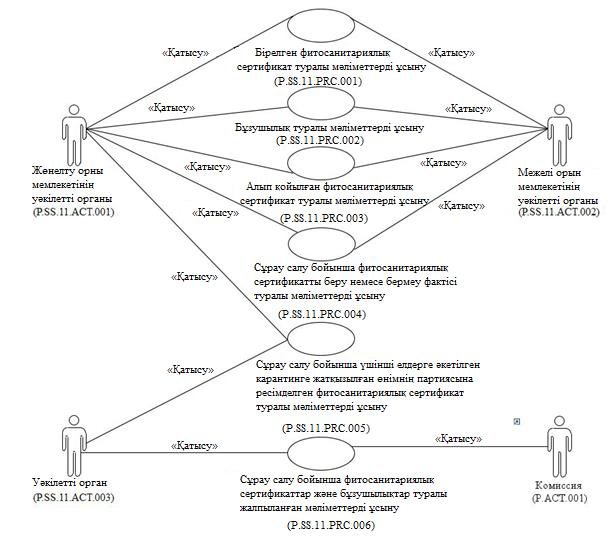 «Қатысу»
«Қатысу»
Бірелген фитосанитариялық
сертификат туралы мәліметтерді ұсыну
(P.SS.11.PRC.001)
«Қатысу»
«Қатысу»
Бұзушылық туралы мәліметтерді ұсыну
(P.SS.11.PRC.002)
Жөнелту орны
мемлекетінің
уәкілетті органы
(P.SS.11.ACT.001)
«Қатысу»
«Қатысу»
Межелі орын
мемлекетінің
уәкілетті органы
(P.SS.11.ACT.002)
Алып қойылған фитосанитариялық
сертификат туралы мәліметтерді ұсыну
(P.SS.11.PRC.003)
«Қатысу»
«Қатысу»
Сұрау салу бойынша фитосанитариялық
сертификатты беру немесе бермеу фактісі
туралы мәліметтерді ұсыну
(P.SS.11.PRC.004)
«Қатысу»
«Қатысу»
Сұрау салу бойынша үшінші елдерге әкетілген
карантинге жатқызылған өнімнің партиясына
ресімделген фитосанитариялық сертификат
туралы мәліметтерді ұсыну
(P.SS.11.PRC.005)
«Қатысу»
«Қатысу»
Уәкілетті орган
(P.SS.11.ACT.003)
Сұрау салу бойынша фитосанитариялық
сертификаттар және бұзушылықтар туралы
жалпыланған мәліметтерді ұсыну
(P.SS.11.PRC.006)
Комиссия
(P.ACT.001)